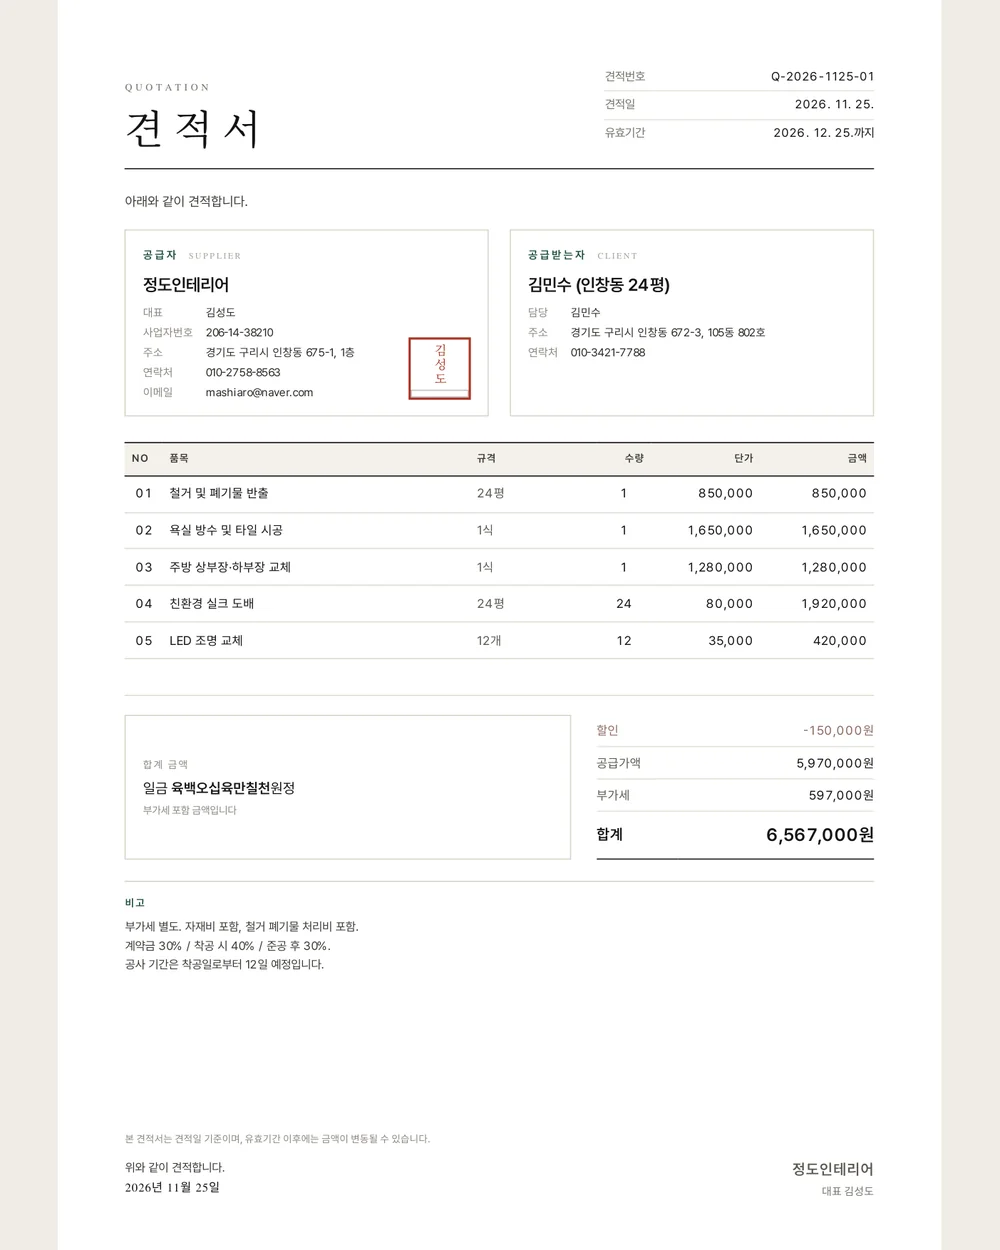 QUOTATION
견적서
견적번호 Q-2026-1125-01
견적일 2026. 11. 25.
유효기간 2026. 12. 25.까지
아래와 같이 견적합니다.
공급자 SUPPLIER
정도인테리어
대표 김성도
사업자번호 206-14-38210
주소 경기도 구리시 인창동 675-1, 1층
연락처 010-2758-8563
이메일 mashiaro@naver.com
김
성
도
공급받는자 CLIENT
김민수 (인창동 24평)
담당 김민수
주소 경기도 구리시 인창동 672-3, 105동 802호
연락처 010-3421-7788
NO 품목 규격 수량 단가 금액
01 철거 및 폐기물 반출 24평 1 850,000 850,000
02 욕실 방수 및 타일 시공 1식 1 1,650,000 1,650,000
03 주방 상부장·하부장 교체 1식 1 1,280,000 1,280,000
04 친환경 실크 도배 24평 24 80,000 1,920,000
05 LED 조명 교체 12개 12 35,000 420,000
합계 금액
일금 육백오십육만칠천원정
부가세 포함 금액입니다
할인 -150,000원
공급가액 5,970,000원
부가세 597,000원
합계 6,567,000원
비고
부가세 별도. 자재비 포함, 철거 폐기물 처리비 포함.
계약금 30% / 착공 시 40% / 준공 후 30%.
공사 기간은 착공일로부터 12일 예정입니다.
본 견적서는 견적일 기준이며, 유효기간 이후에는 금액이 변동될 수 있습니다.
위와 같이 견적합니다.
2026년 11월 25일
정도인테리어
대표 김성도